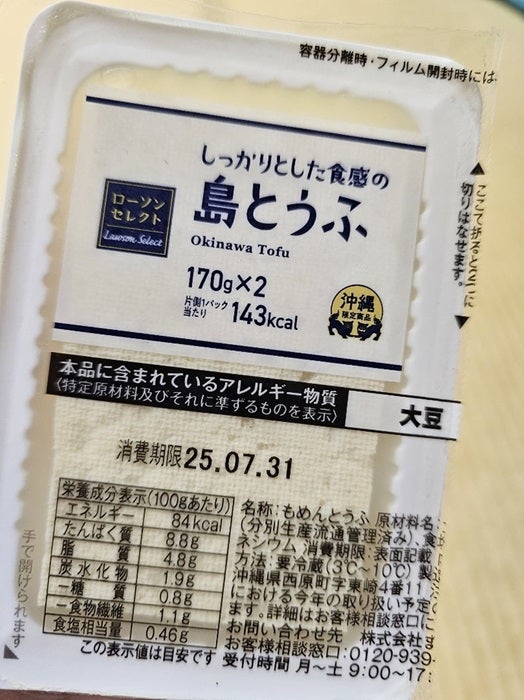 容器分離時・フィルム開封時には
しっかりとした食感の
島とうふ
Okinawa Tofu
ローソン
セレクト
Lawson Select
170g×2
片側1パック
当たり 143kcal
沖縄
限定商品
ここで折るとひとつに
切りはなせます。
本品に含まれているアレルギー物質
〈特定原材料及びそれに準ずるものを表示〉
大豆
消費期限25.07.31
栄養成分表示(100gあたり)
エネルギー 84kcal
たんぱく質 8.8g
脂質 4.8g
炭水化物 1.9g
−糖質 0.8g
−食物繊維 1.1g
食塩相当量 0.46g
この表示値は目安です
名称:もめんとうふ 原材料名:
(分別生産流通管理済み)、食
ネシウム 消費期限:表面記載
方法:要冷蔵(3℃〜10℃) 製
沖縄県西原町字東崎4番11
における今年の取り扱い予定
ます。詳細はお客様相談窓口に
お問い合わせ先 株式会社
お客様相談窓口:0120-939-
受付時間 月〜土 9:00~17:
手で開けられます